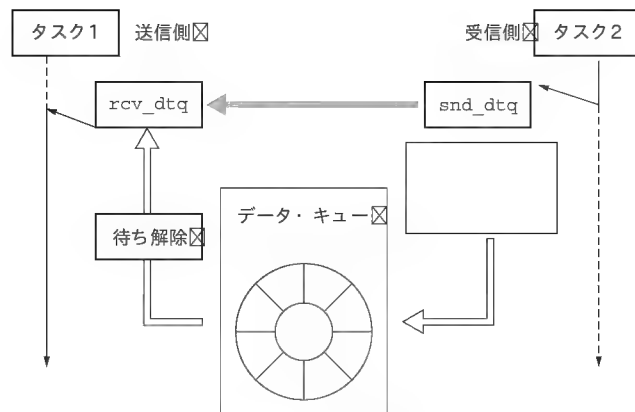 タスク1
送信側
受信側
タスク2
rcv_dtq
snd_dtq
データ・キュー
待ち解除